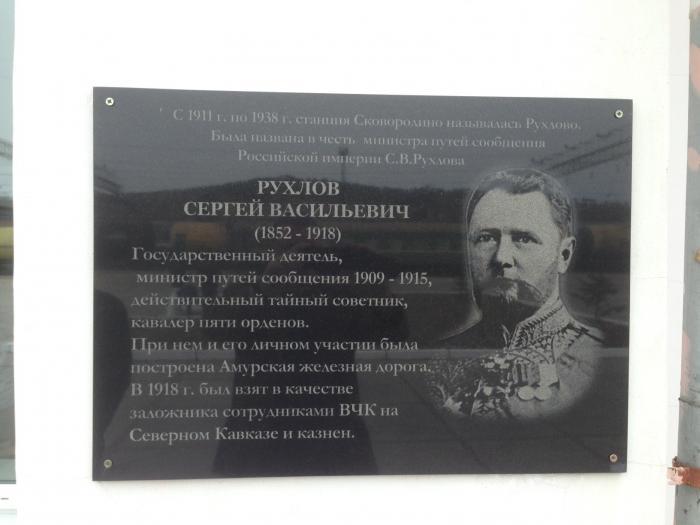 С 1911 г. по 1938 г. станция Сковородино называлась Рухлово.
Была названа в честь министра путей сообщения
Российской империи С.В.Рухлова
РУХЛОВ
СЕРГЕЙ ВАСИЛЬЕВИЧ
(1852 - 1918)
Государственный деятель,
министр путей сообщения 1909 - 1915,
действительный тайный советник,
кавалер пяти орденов.
При нем и его личном участии была
построена Амурская железная дорога.
В 1918 г. был взят в качестве
заложника сотрудниками ВЧК на
Северном Кавказе и казнен.